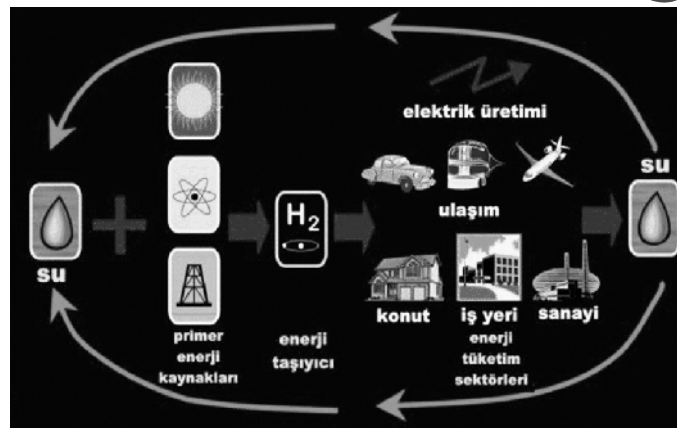 su
primer
enerji
kaynakları
H2
enerji
taşıyıcı
elektrik üretimi
ulaşım
konut
iş yeri
sanayi
enerji
tüketim
sektörleri
su